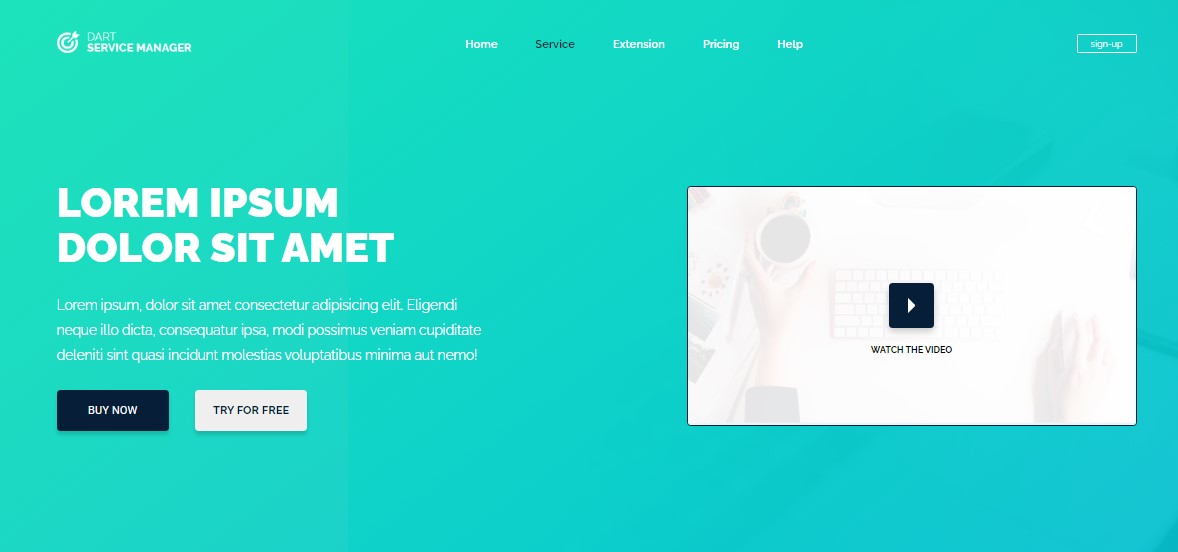 DART
SERVICE MANAGER
Home
Service
Extension
Pricing
Help
sign-up
LOREM IPSUM
DOLOR SIT AMET
Lorem ipsum, dolor sit amet consectetur adipisicing elit. Eligendi
neque illo dicta, consequatur ipsa, modi possimus veniam cupiditate
deleniti sint quasi incidunt molestias voluptatibus minima aut nemo!
BUY NOW
TRY FOR FREE
WATCH THE VIDEO